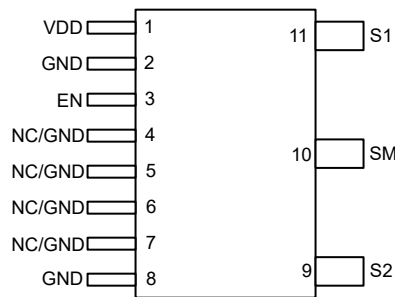 VDD 1
GND 2
EN 3
NC/GND 4
NC/GND 5
NC/GND 6
NC/GND 7
GND 8
11 S1
10 SM
9 S2